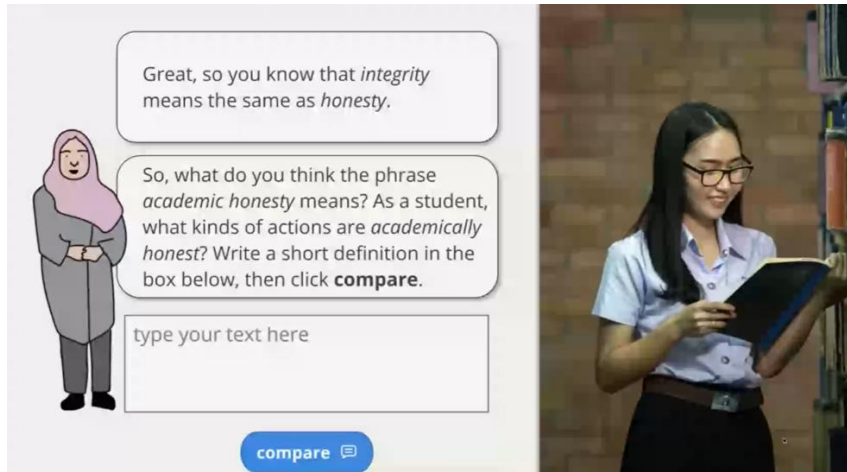 Great, so you know that integrity
means the same as honesty.
So, what do you think the phrase
academic honesty means? As a student,
what kinds of actions are academically
honest? Write a short definition in the
box below, then click compare.
type your text here
compare